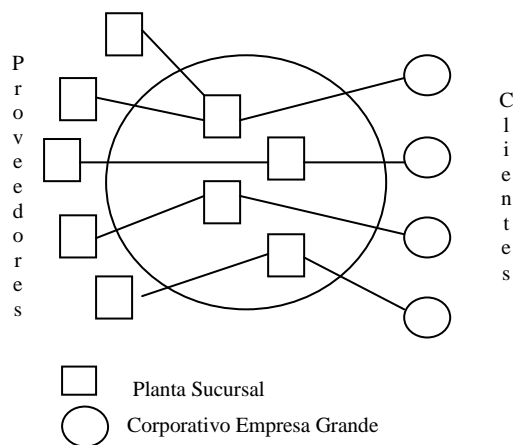 Proveedores
Clientes
Planta Sucursal
Corporativo Empresa Grande